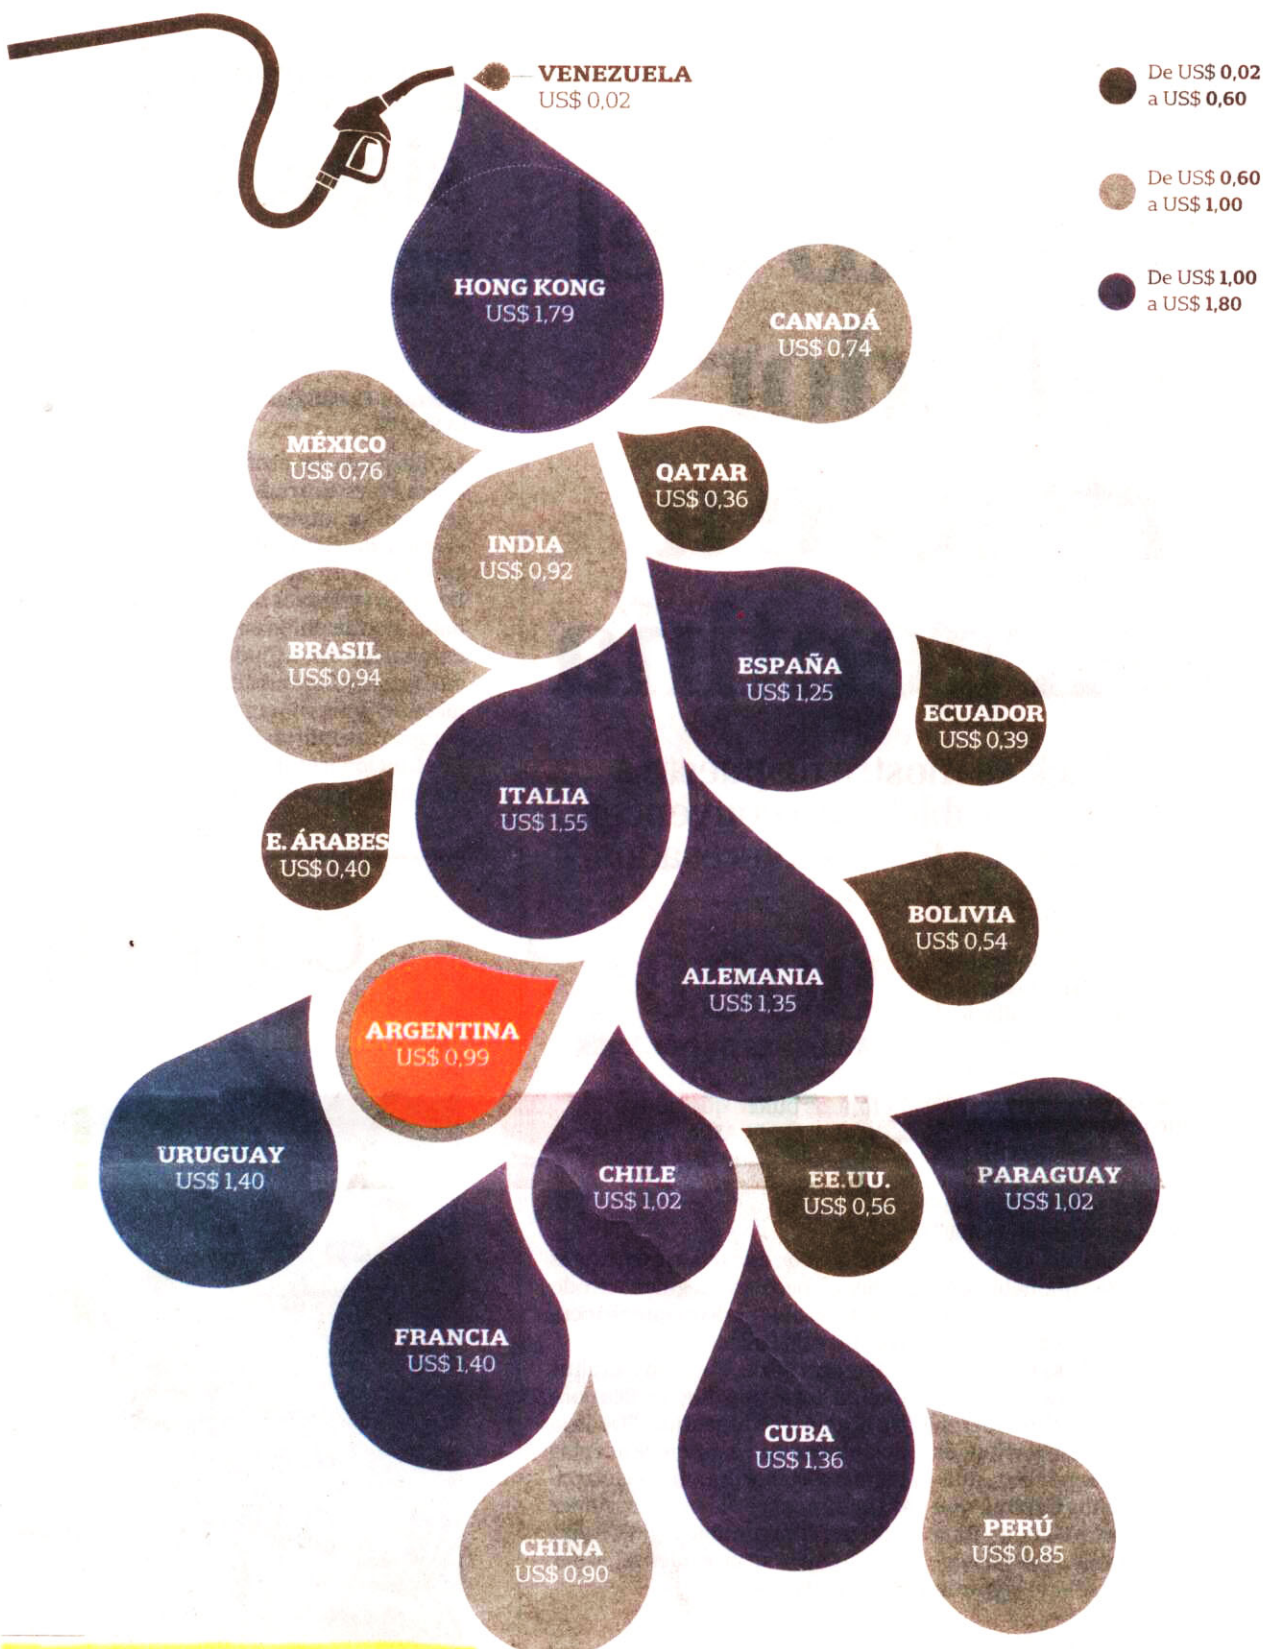 VENEZUELA
US$ 0,02
De US$ 0,02
a US$ 0,60
De US$ 0,60
a US$ 1,00
De US$ 1,00
a US$ 1,80
HONG KONG
US$ 1,79
CANADÁ
US$ 0,74
MÉXICO
US$ 0,76
QATAR
US$ 0,36
INDIA
US$ 0,92
BRASIL
US$ 0,94
ESPAÑA
US$ 1,25
ECUADOR
US$ 0,39
ITALIA
US$ 1,55
E. ÁRABES
US$ 0,40
BOLIVIA
US$ 0,54
ALEMANIA
US$ 1,35
ARGENTINA
US$ 0,99
URUGUAY
US$ 1,40
CHILE
US$ 1,02
EE.UU.
US$ 0,56
PARAGUAY
US$ 1,02
FRANCIA
US$ 1,40
CUBA
US$ 1,36
CHINA
US$ 0,90
PERÚ
US$ 0,85